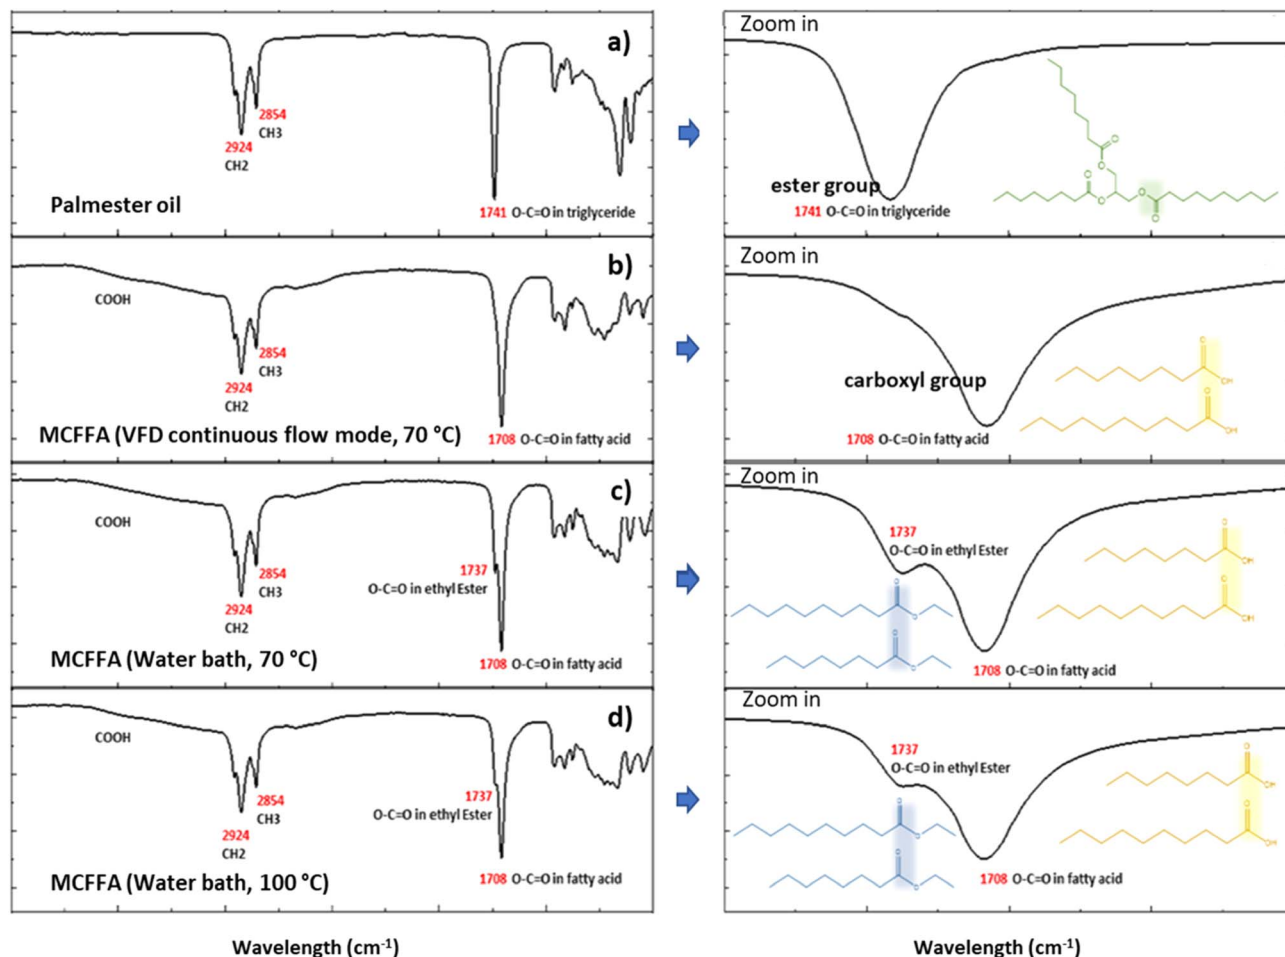 a)
2854
CH3
2924
CH2
Palmester oil
1741 O-C=O in triglyceride
Zoom in
ester group
1741 O-C=O in triglyceride
b)
COOH
2854
CH3
2924
CH2
MCFFA (VFD continuous flow mode, 70 °C)
1708 O-C=O in fatty acid
Zoom in
carboxyl group
1708 O-C=O in fatty acid
c)
COOH
2854
CH3
2924
CH2
1737
O-C=O in ethyl Ester
MCFFA (Water bath, 70 °C)
1708 O-C=O in fatty acid
Zoom in
1737
O-C=O in ethyl Ester
1708 O-C=O in fatty acid
d)
COOH
2854
CH3
2924
CH2
1737
O-C=O in ethyl Ester
MCFFA (Water bath, 100 °C)
1708 O-C=O in fatty acid
Zoom in
1737
O-C=O in ethyl Ester
1708 O-C=O in fatty acid
Wavelength (cm-1)
Wavelength (cm-1)